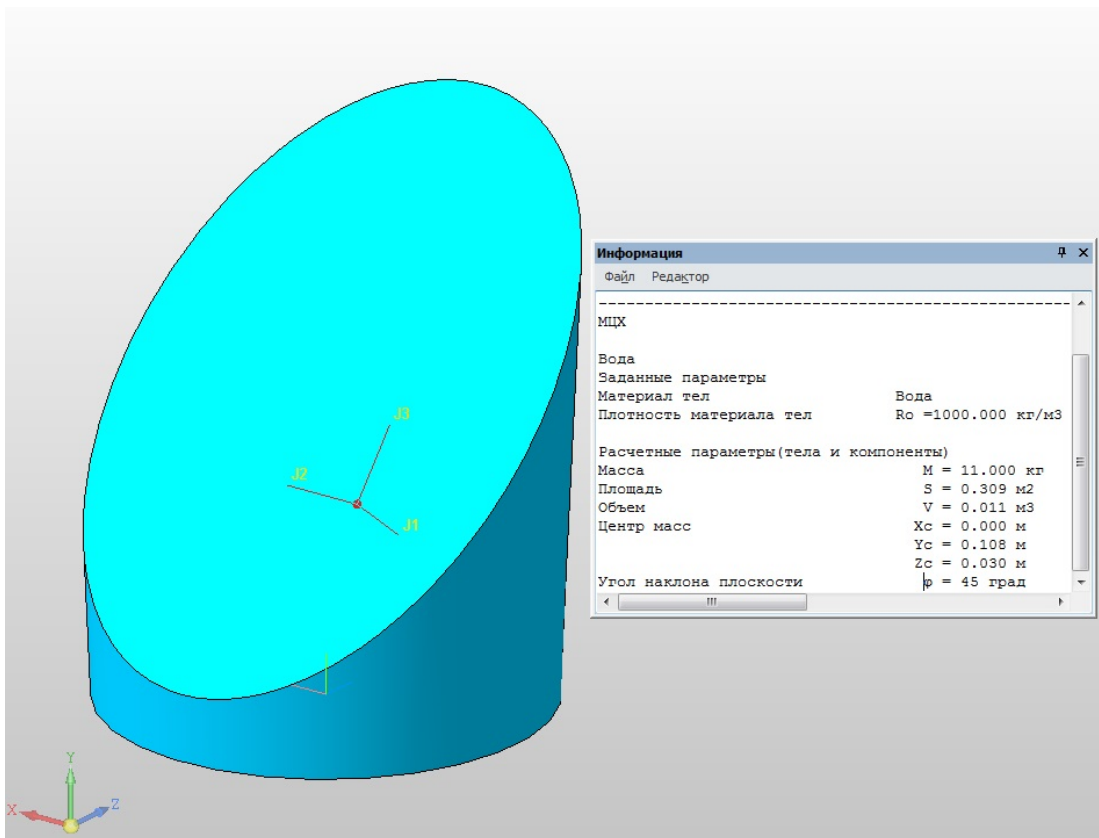 J3
J2
J1
Y
X
Z
Информация
Файл Редактор
--------------------------------------------------
МЦХ
Вода
Заданные параметры
Материал тел Вода
Плотность материала тел Ro =1000.000 кг/м3
Расчетные параметры(тела и компоненты)
Масса M = 11.000 кг
Площадь S = 0.309 м2
Объем V = 0.011 м3
Центр масс Xc = 0.000 м
Yc = 0.108 м
Zc = 0.030 м
Угол наклона плоскости φ = 45 град